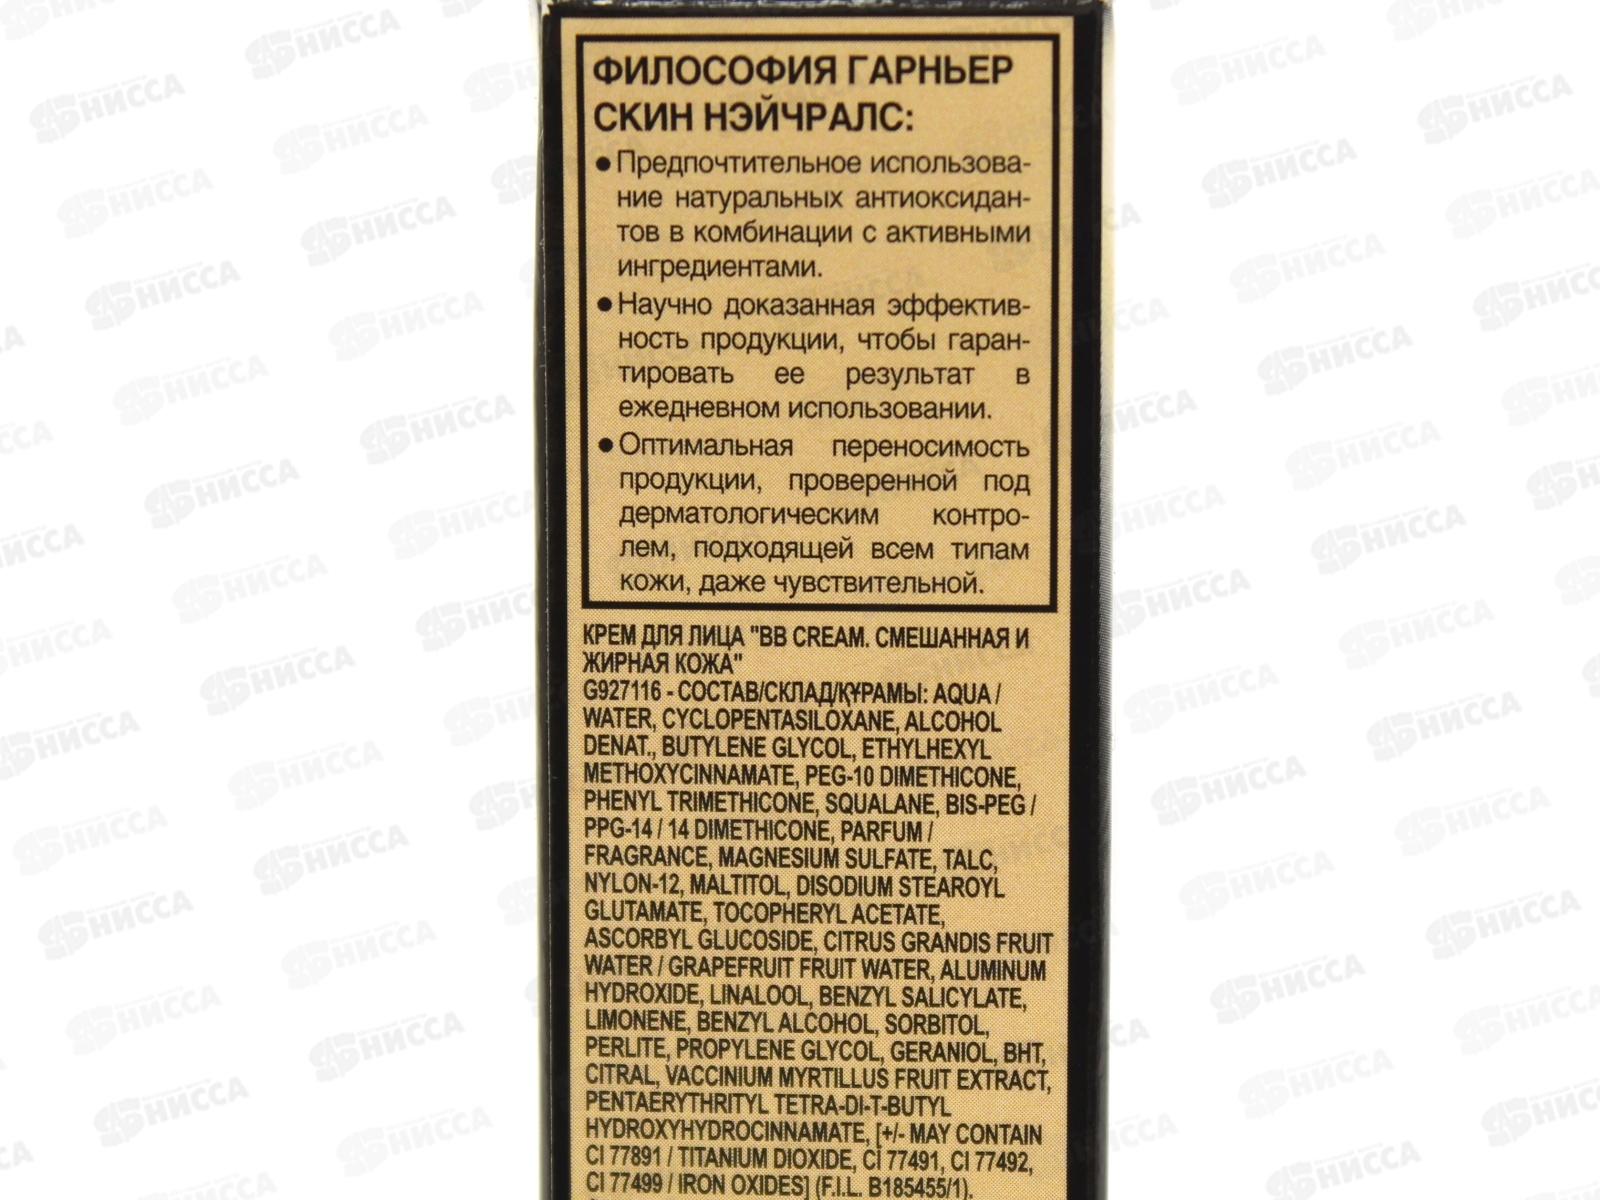 ФИЛОСОФИЯ ГАРНЬЕР
СКИН НЭЙЧРАЛС:
● Предпочтительное использова-
ние натуральных антиоксидан-
тов в комбинации с активными
ингредиентами.
● Научно доказанная эффектив-
ность продукции, чтобы гаран-
тировать ее результат в
ежедневном использовании.
● Оптимальная переносимость
продукции, проверенной под
дерматологическим контро-
лем, подходящей всем типам
кожи, даже чувствительной.
КРЕМ ДЛЯ ЛИЦА "BB CREAM. СМЕШАННАЯ И
ЖИРНАЯ КОЖА"
G927116 - СОСТАВ/СКЛАД/ҚҰРАМЫ: AQUA /
WATER, CYCLOPENTASILOXANE, ALCOHOL
DENAT., BUTYLENE GLYCOL, ETHYLHEXYL
METHOXYCINNAMATE, PEG-10 DIMETHICONE,
PHENYL TRIMETHICONE, SQUALANE, BIS-PEG /
PPG-14 / 14 DIMETHICONE, PARFUM /
FRAGRANCE, MAGNESIUM SULFATE, TALC,
NYLON-12, MALTITOL, DISODIUM STEAROYL
GLUTAMATE, TOCOPHERYL ACETATE,
ASCORBYL GLUCOSIDE, CITRUS GRANDIS FRUIT
WATER / GRAPEFRUIT FRUIT WATER, ALUMINUM
HYDROXIDE, LINALOOL, BENZYL SALICYLATE,
LIMONENE, BENZYL ALCOHOL, SORBITOL,
PERLITE, PROPYLENE GLYCOL, GERANIOL, BHT,
CITRAL, VACCINIUM MYRTILLUS FRUIT EXTRACT,
PENTAERYTHRITYL TETRA-DI-T-BUTYL
HYDROXYHYDROCINNAMATE, [+/- MAY CONTAIN
CI 77891 / TITANIUM DIOXIDE, CI 77491, CI 77492,
CI 77499 / IRON OXIDES] (F.I.L. B185455/1).